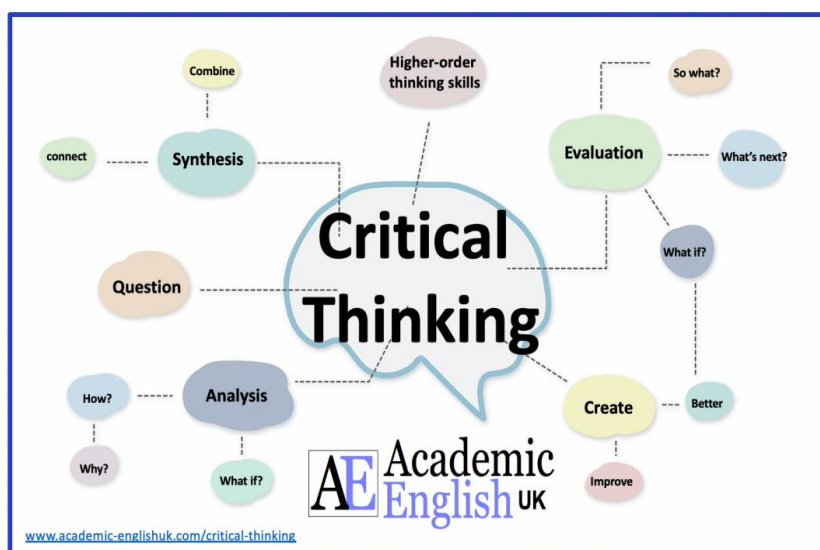 Combine
connect
Synthesis
Higher-order
thinking skills
So what?
Evaluation
What's next?
What if?
Critical
Thinking
Question
How?
Analysis
Why?
What if?
Create
Better
Improve
AE Academic
English UK
www.academic-englishuk.com/critical-thinking